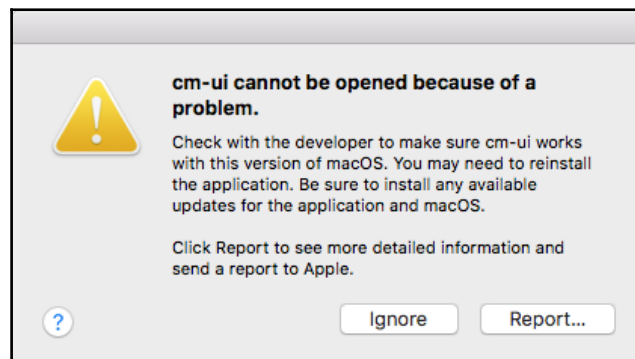 cm-ui cannot be opened because of a
problem.
Check with the developer to make sure cm-ui works
with this version of macOS. You may need to reinstall
the application. Be sure to install any available
updates for the application and macOS.
Click Report to see more detailed information and
send a report to Apple.
? Ignore Report...